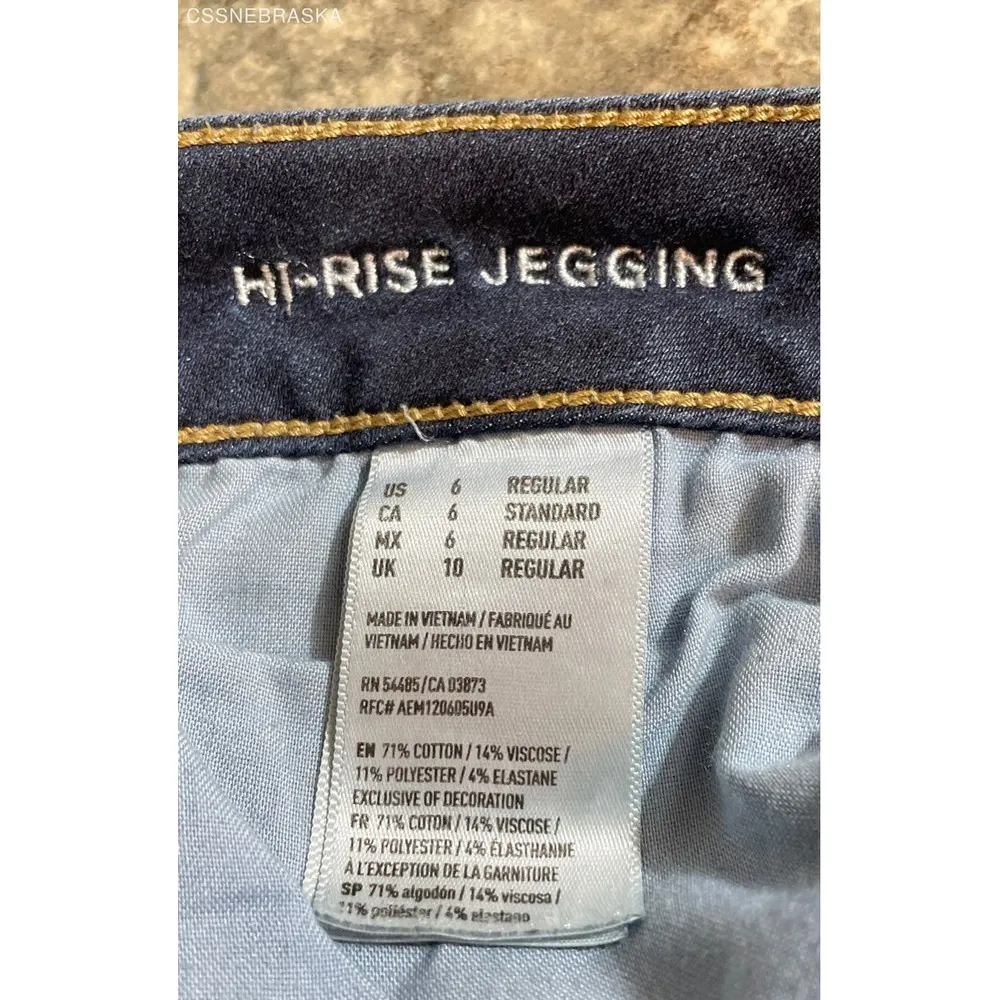 CSSNEBRASKA
HI-RISE JEGGING
US 6 REGULAR
CA 6 STANDARD
MX 6 REGULAR
UK 10 REGULAR
MADE IN VIETNAM / FABRIQUÉ AU
VIETNAM / HECHO EN VIETNAM
RN 54485/CA 03873
RFC# AEM120605U9A
EN 71% COTTON / 14% VISCOSE /
11% POLYESTER / 4% ELASTANE
EXCLUSIVE OF DECORATION
FR 71% COTON / 14% VISCOSE /
11% POLYESTER / 4% ÉLASTHANNE
À L'EXCEPTION DE LA GARNITURE
SP 71% algodón / 14% viscosa /
11% poliéster / 4% elastano